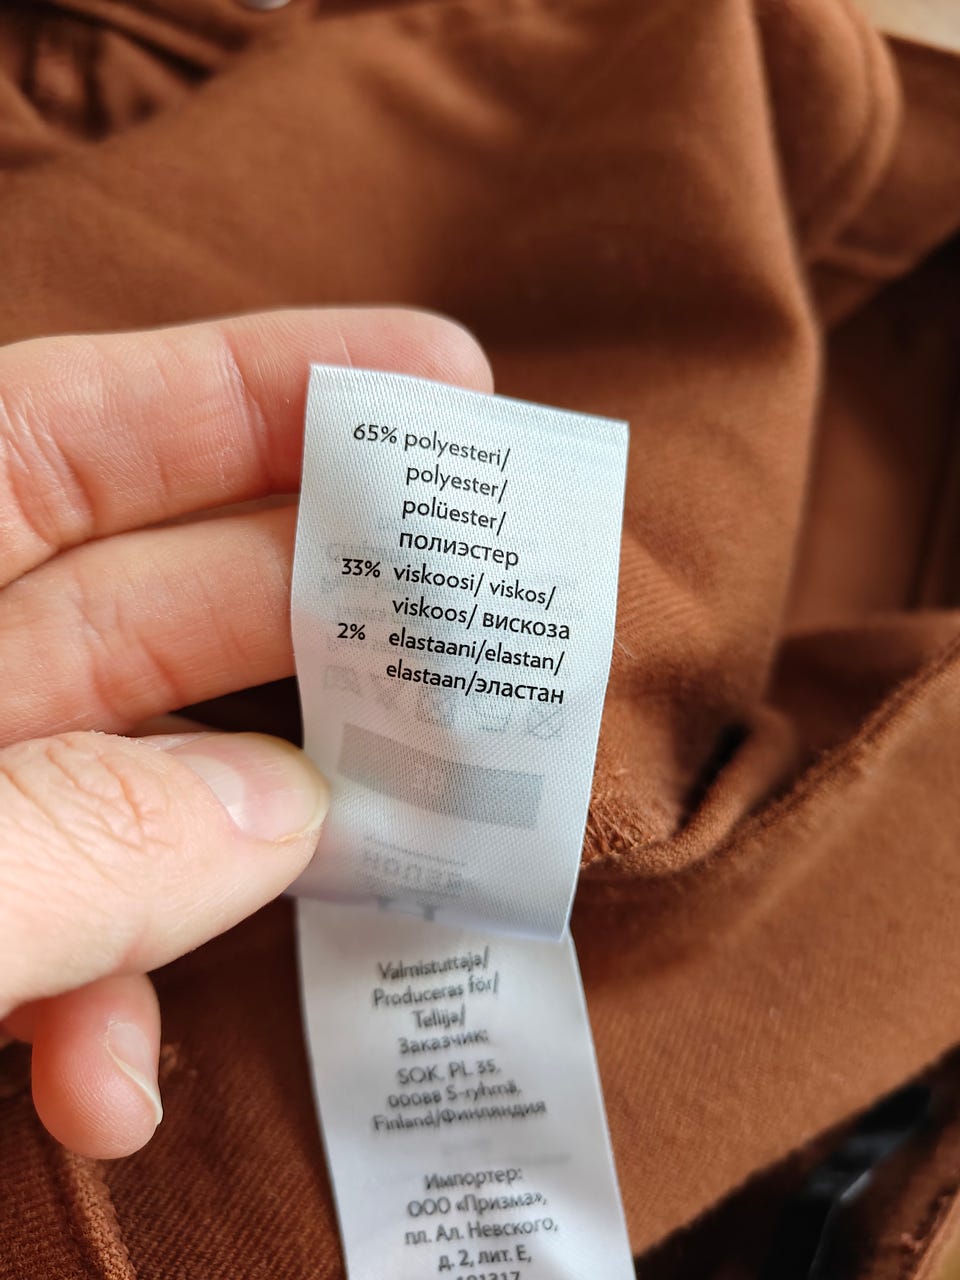 65% polyesteri/
polyester/
polüester/
полиэстер
33% viskoosi/ viskos/
viskoos/ вискоза
2% elastaani/elastan/
elastaan/эластан
Valmistuttaja/
Produceras för/
Tellija/
Заказчик:
SOK, PL 35,
00088 S-ryhmä,
Finland/Финляндия
Импортер:
ООО «Призма»,
пл. Ал. Невского,
д. 2, лит. Е,
191317